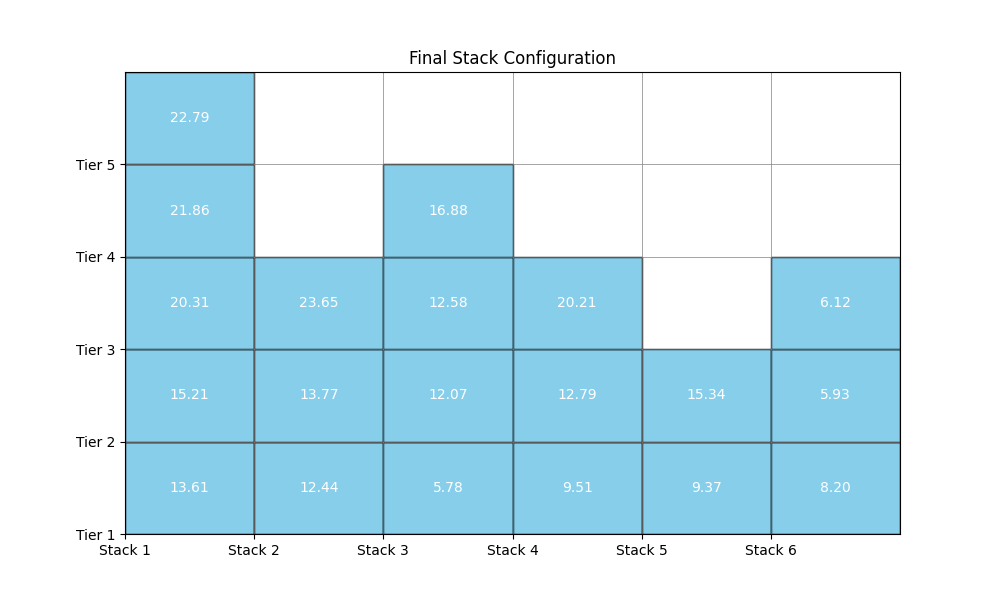 Final Stack Configuration
22.79
Tier 5
21.86 16.88
Tier 4
20.31 23.65 12.58 20.21 6.12
Tier 3
15.21 13.77 12.07 12.79 15.34 5.93
Tier 2
13.61 12.44 5.78 9.51 9.37 8.20
Tier 1
Stack 1 Stack 2 Stack 3 Stack 4 Stack 5 Stack 6